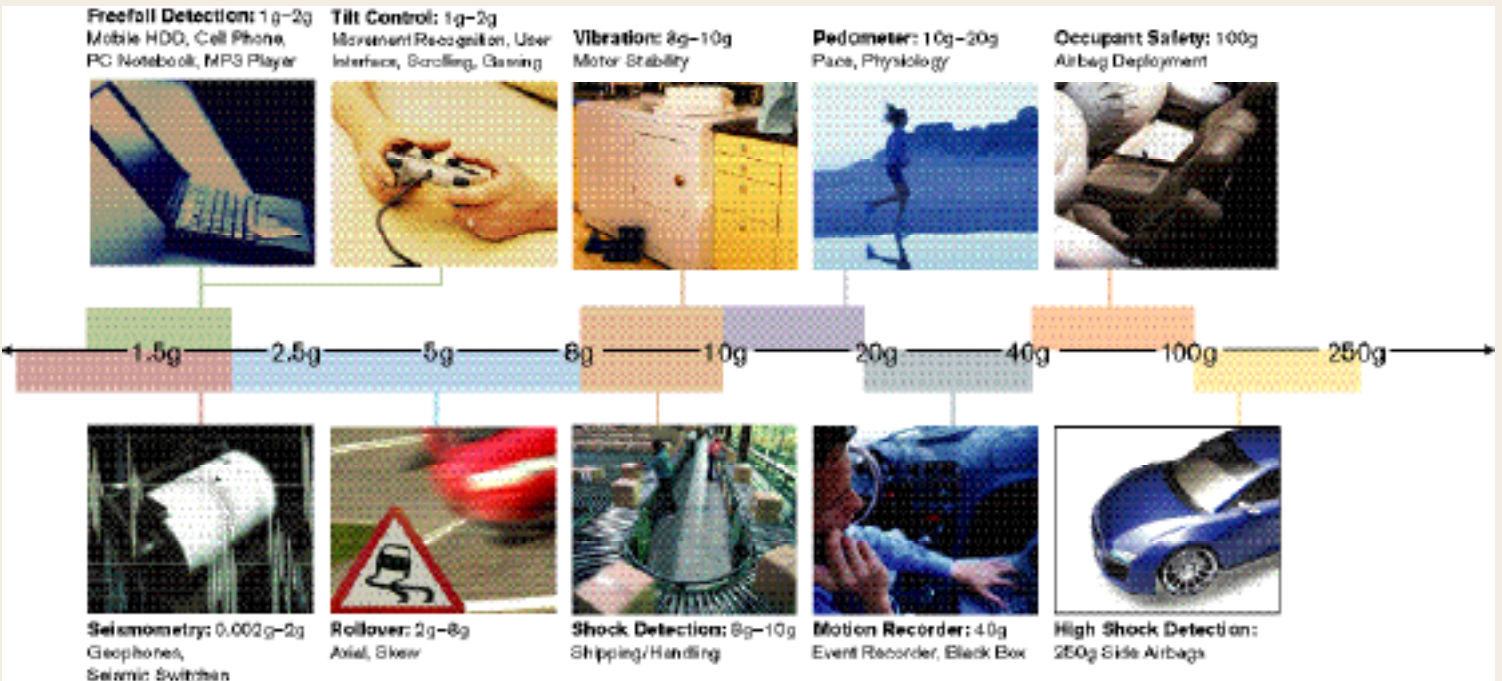 Freefall Detection: 1g–2g
Mobile HDD, Cell Phone,
PC Notebook, MP3 Player
Tilt Control: 1g–2g
Movement Recognition, User
Interface, Scrolling, Gaming
Vibration: 8g–10g
Motor Stability
Pedometer: 10g–20g
Pace, Physiology
Occupant Safety: 100g
Airbag Deployment
1.5g 2.5g 5g 8g 10g 20g 40g 100g 250g
Seismometry: 0.002g–2g
Geophones,
Seismic Switches
Rollover: 2g–8g
Axial, Skew
Shock Detection: 8g–10g
Shipping/Handling
Motion Recorder: 40g
Event Recorder, Black Box
High Shock Detection:
250g Side Airbags